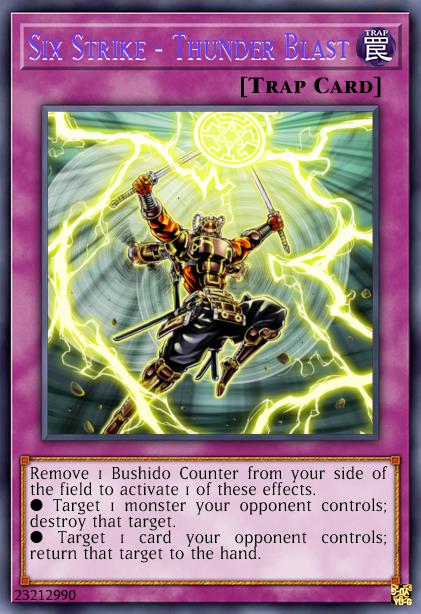 Six Strike - Thunder Blast
TRAP
罠
[Trap Card]
Remove 1 Bushido Counter from your side of
the field to activate 1 of these effects.
● Target 1 monster your opponent controls;
destroy that target.
● Target 1 card your opponent controls;
return that target to the hand.
23212990